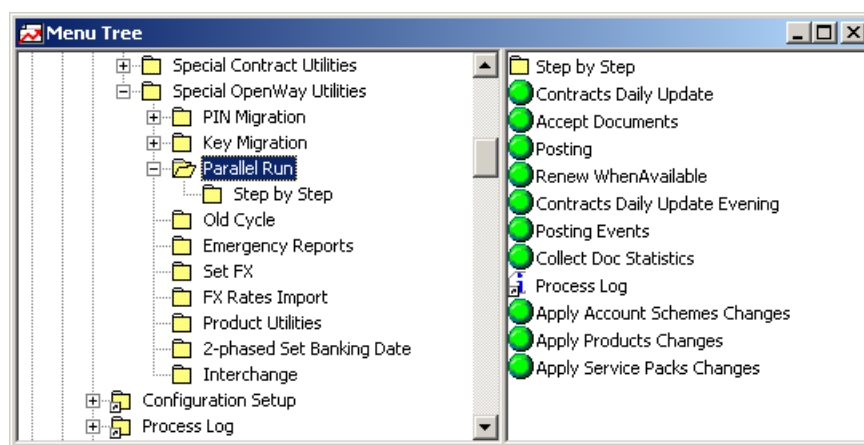 Menu Tree
Special Contract Utilities
Special OpenWay Utilities
PIN Migration
Key Migration
Parallel Run
Step by Step
Old Cycle
Emergency Reports
Set FX
FX Rates Import
Product Utilities
2-phased Set Banking Date
Interchange
Configuration Setup
Process Log
Step by Step
Contracts Daily Update
Accept Documents
Posting
Renew WhenAvailable
Contracts Daily Update Evening
Posting Events
Collect Doc Statistics
Process Log
Apply Account Schemes Changes
Apply Products Changes
Apply Service Packs Changes